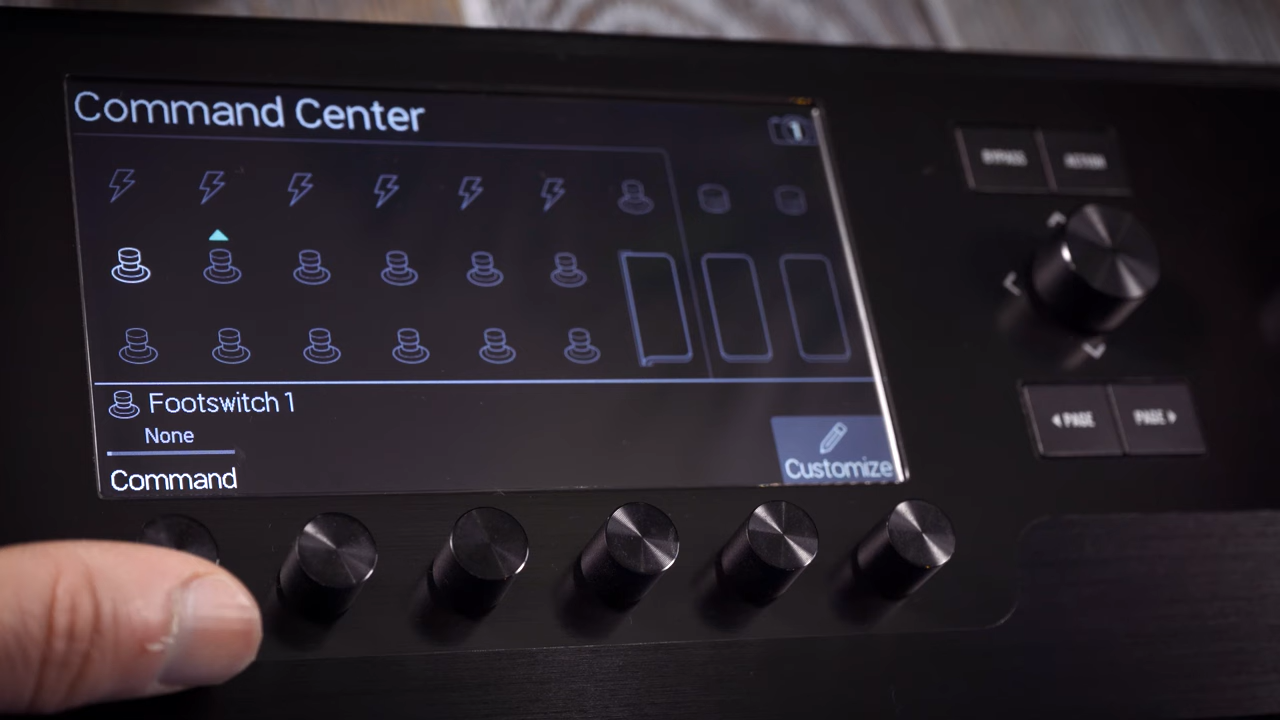 Command Center
1
BYPASS
ACTION
Footswitch 1
None
Command
Customize
PAGE
PAGE